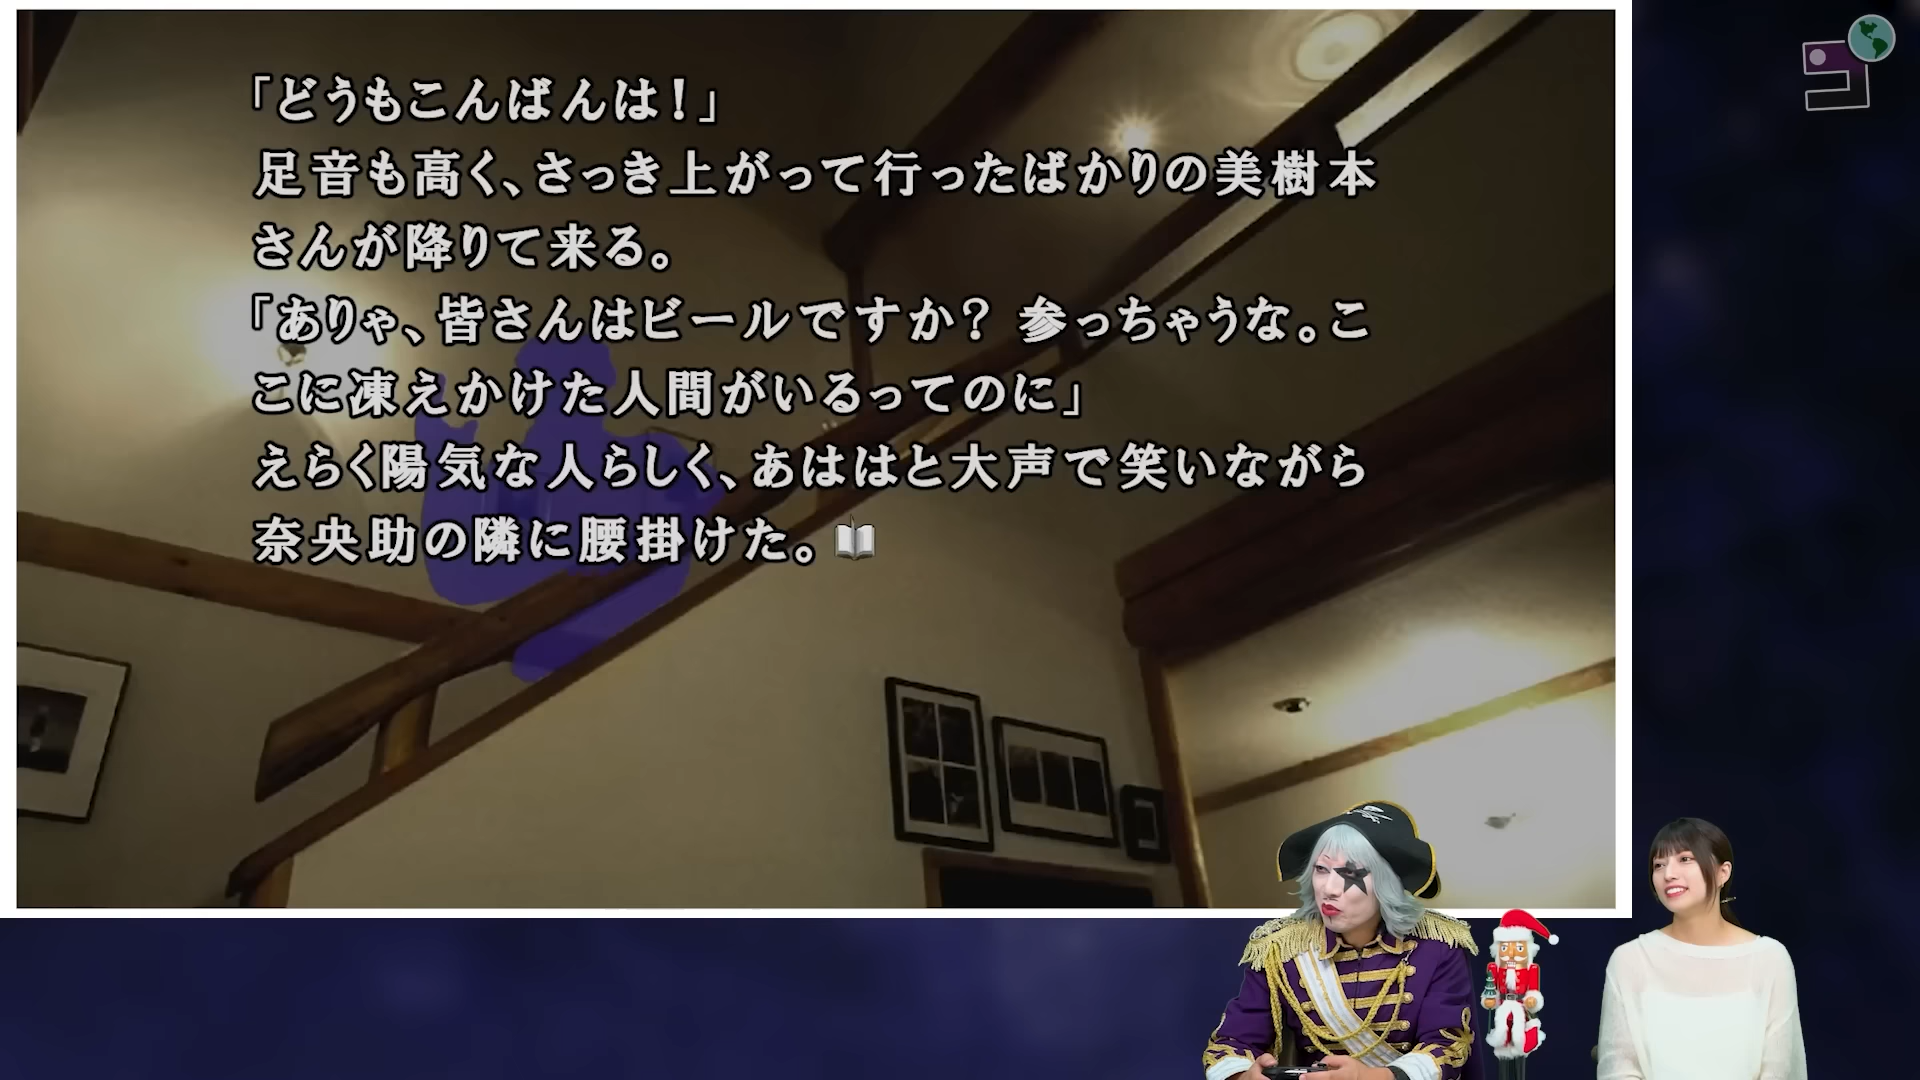 「どうもこんばんは！」
足音も高く、さっき上がって行ったばかりの美樹本
さんが降りて来る。
「ありゃ、皆さんはビールですか？ 参っちゃうな。こ
こに凍えかけた人間がいるってのに」
えらく陽気な人らしく、あははと大声で笑いながら
奈央助の隣に腰掛けた。